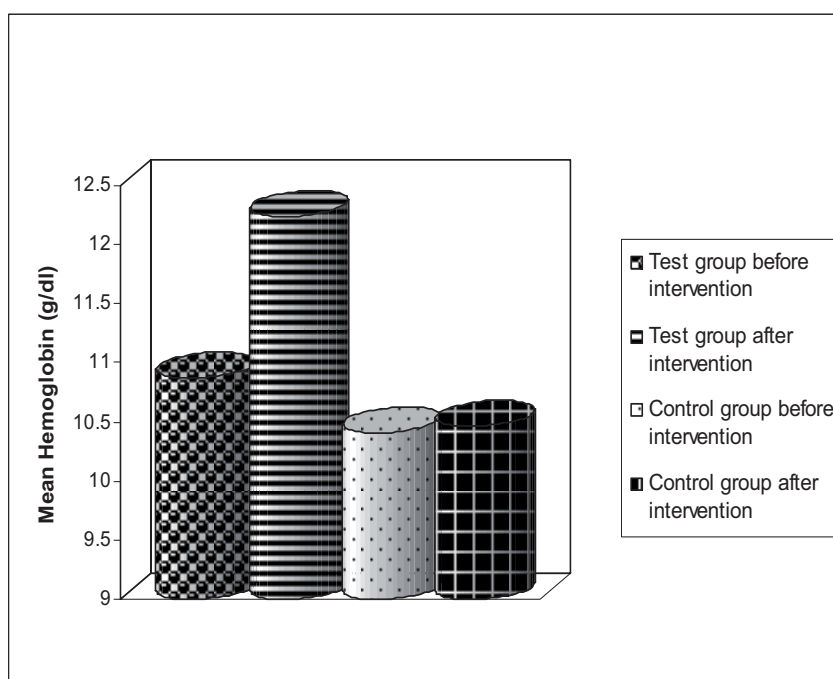 12.5
12
11.5
11
10.5
10
9.5
9
Mean Hemoglobin (g/dl)
Test group before
intervention
Test group after
intervention
Control group before
intervention
Control group after
intervention